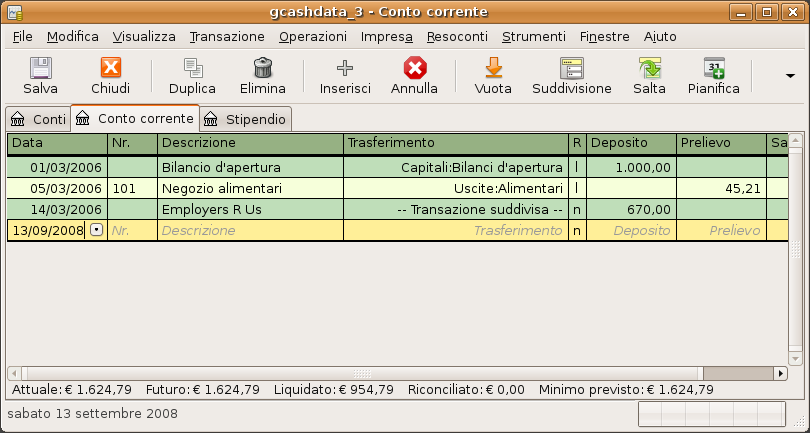 gcashdata_3 - Conto corrente
File Modifica Visualizza Transazione Operazioni Impresa Resoconti Strumenti Finestre Aiuto
Salva Chiudi Duplica Elimina Inserisci Annulla Vuota Suddivisione Salta Pianifica
Conti Conto corrente Stipendio
Data Nr. Descrizione Trasferimento R Deposito Prelievo Sa
01/03/2006 Bilancio d'apertura Capitali:Bilanci d'apertura l 1.000,00
05/03/2006 101 Negozio alimentari Uscite:Alimentari l 45,21
14/03/2006 Employers R Us -- Transazione suddivisa -- n 670,00
13/09/2008 Nr. Descrizione Trasferimento n Deposito Prelievo
Attuale: € 1.624,79 Futuro: € 1.624,79 Liquidato: € 954,79 Riconciliato: € 0,00 Minimo previsto: € 1.624,79
sabato 13 settembre 2008